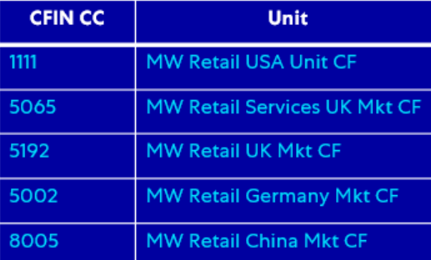 CFIN CC Unit
1111 MW Retail USA Unit CF
5065 MW Retail Services UK Mkt CF
5192 MW Retail UK Mkt CF
5002 MW Retail Germany Mkt CF
8005 MW Retail China Mkt CF